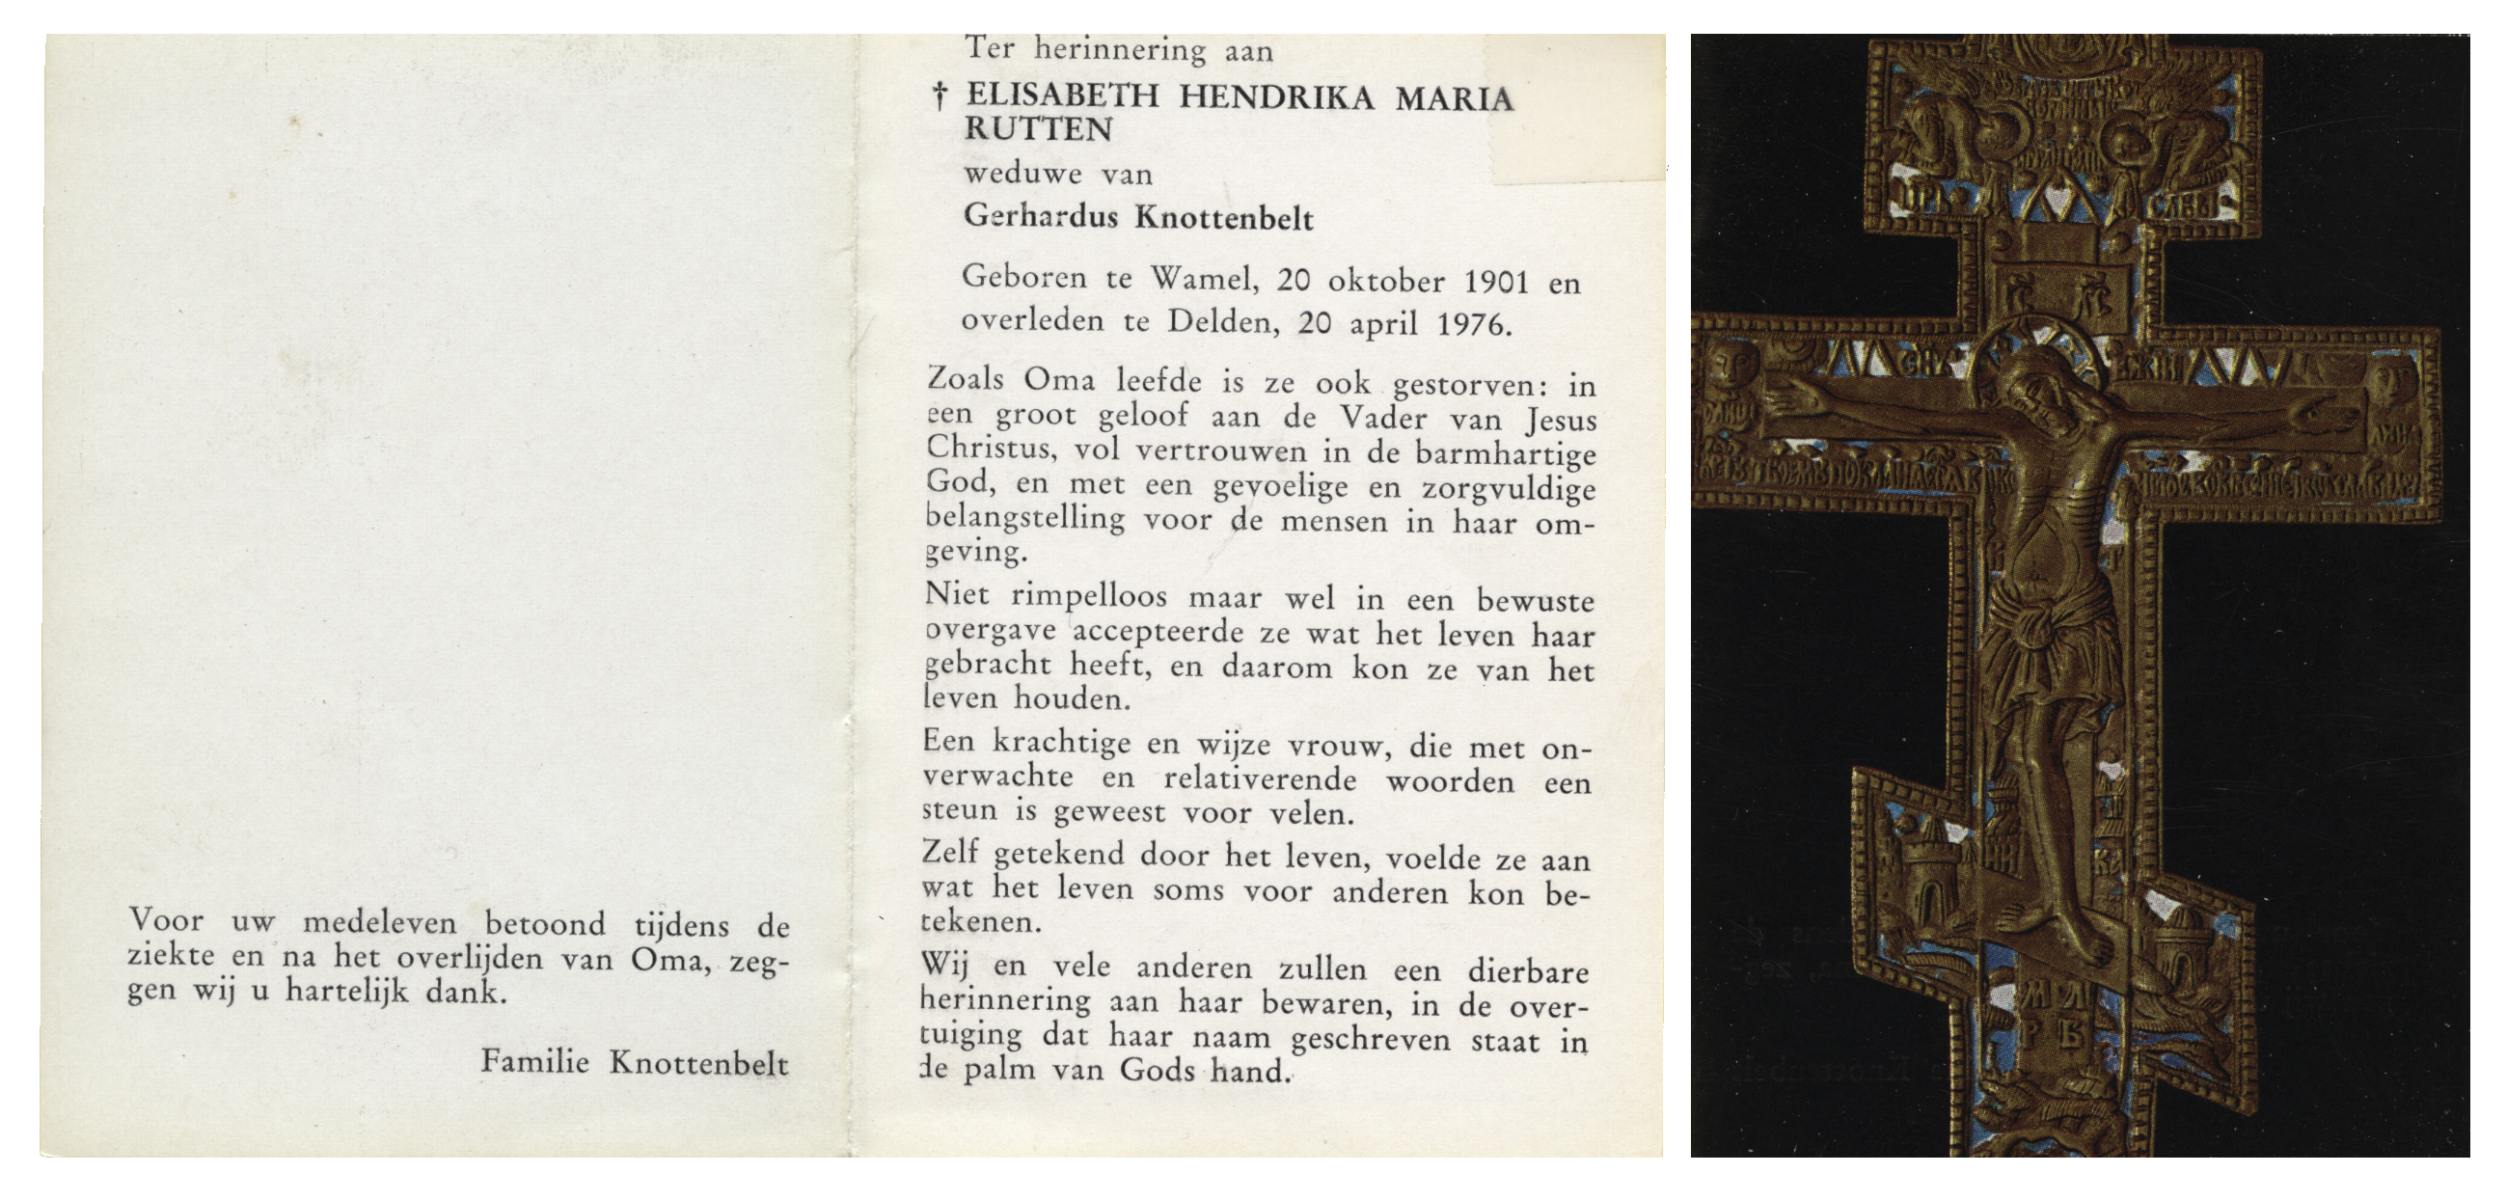 Voor uw medeleven betoond tijdens de
ziekte en na het overlijden van Oma, zeg-
gen wij u hartelijk dank.
Familie Knottenbelt
Ter herinnering aan
† ELISABETH HENDRIKA MARIA
RUTTEN
weduwe van
Gerhardus Knottenbelt
Geboren te Wamel, 20 oktober 1901 en
overleden te Delden, 20 april 1976.
Zoals Oma leefde is ze ook gestorven: in
een groot geloof aan de Vader van Jesus
Christus, vol vertrouwen in de barmhartige
God, en met een gevoelige en zorgvuldige
belangstelling voor de mensen in haar om-
geving.
Niet rimpelloos maar wel in een bewuste
overgave accepteerde ze wat het leven haar
gebracht heeft, en daarom kon ze van het
leven houden.
Een krachtige en wijze vrouw, die met on-
verwachte en relativerende woorden een
steun is geweest voor velen.
Zelf getekend door het leven, voelde ze aan
wat het leven soms voor anderen kon be-
tekenen.
Wij en vele anderen zullen een dierbare
herinnering aan haar bewaren, in de over-
tuiging dat haar naam geschreven staat in
de palm van Gods hand.
М Л
Р Б